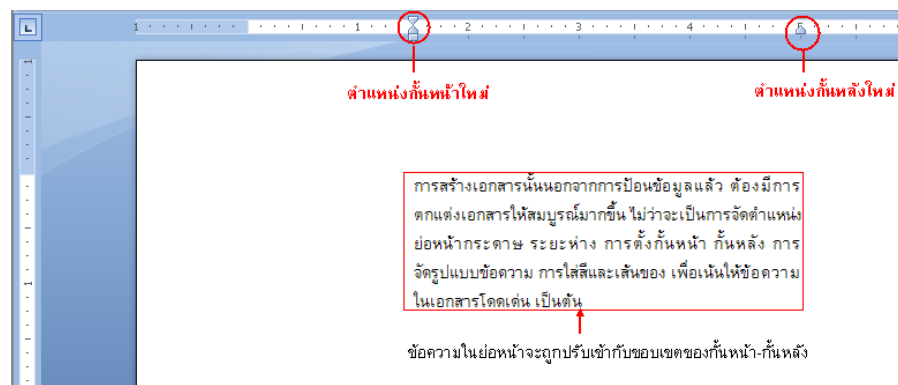 1 1 2 3 4 5
ตำแหน่งกั้นหน้าใหม่ ตำแหน่งกั้นหลังใหม่
1
การสร้างเอกสารนั้นนอกจากการป้อนข้อมูลแล้ว ต้องมีการ
ตกแต่งเอกสารให้สมบูรณ์มากขึ้น ไม่ว่าจะเป็นการจัดตำแหน่ง
ย่อหน้ากระดาษ ระยะห่าง การตั้งกั้นหน้า กั้นหลัง การ
จัดรูปแบบข้อความ การใส่สีและเส้นของ เพื่อเน้นให้ข้อความ
1
ในเอกสารโดดเด่น เป็นต้น
ข้อความในย่อหน้าจะถูกปรับเข้ากับขอบเขตของกั้นหน้า-กั้นหลัง